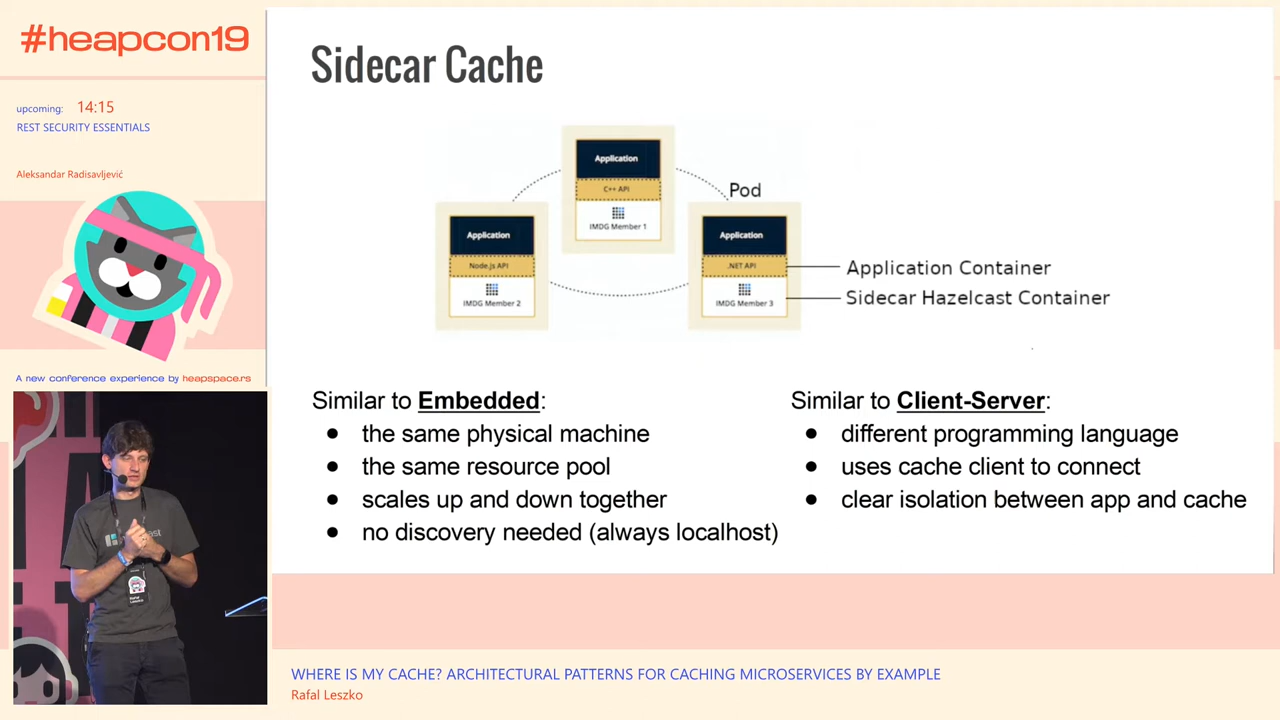 #heapcon19
upcoming: 14:15
REST SECURITY ESSENTIALS
Aleksandar Radisavljević
A new conference experience by heapspace.rs
Sidecar Cache
Application
C++ API
IMDG Member 1
Application
Node.js API
IMDG Member 2
Pod
Application
.NET API
IMDG Member 3
Application Container
Sidecar Hazelcast Container
Similar to Embedded:
● the same physical machine
● the same resource pool
● scales up and down together
● no discovery needed (always localhost)
Similar to Client-Server:
● different programming language
● uses cache client to connect
● clear isolation between app and cache
WHERE IS MY CACHE? ARCHITECTURAL PATTERNS FOR CACHING MICROSERVICES BY EXAMPLE
Rafal Leszko